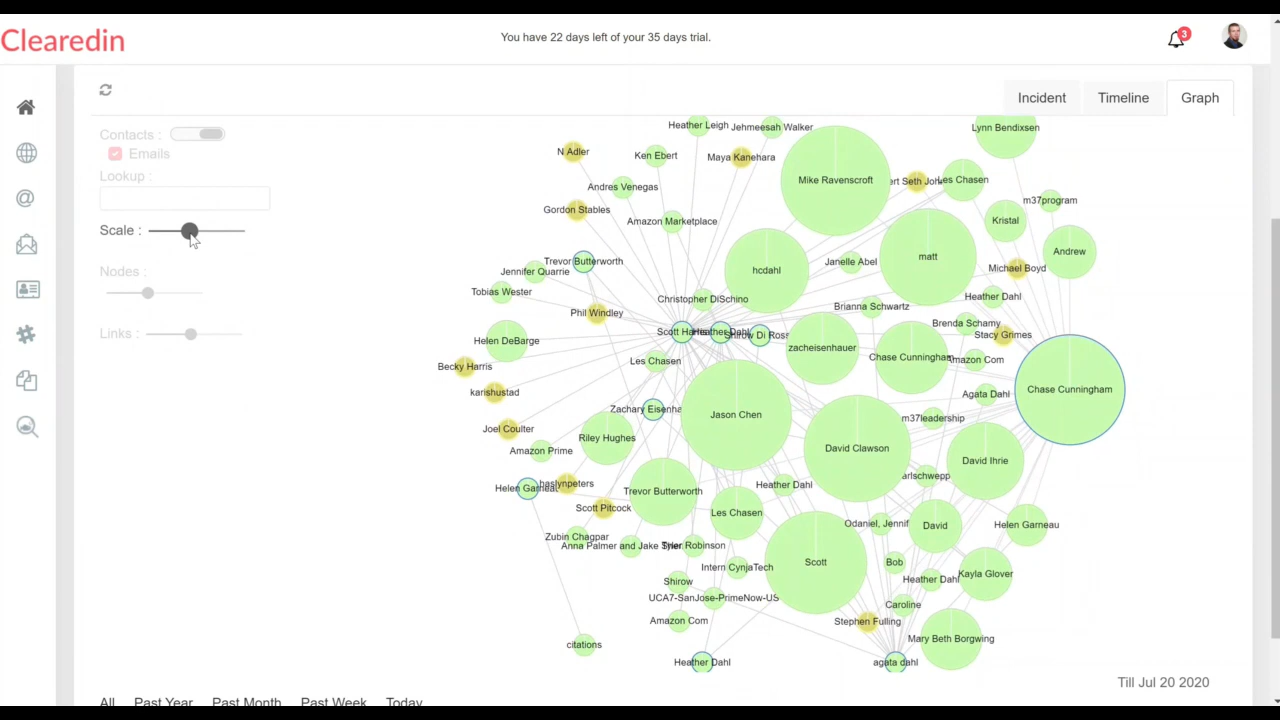 Clearedin
You have 22 days left of your 35 days trial.
3
Incident
Timeline
Graph
Contacts :
Emails
Lookup :
Scale :
Nodes :
Links :
Heather Leigh
Jehmeesah Walker
Lynn Bendixsen
N Adler
Ken Ebert
Maya Kanehara
Mike Ravenscroft
Les Chasen
Andres Venegas
m37program
Gordon Stables
Amazon Marketplace
Kristal
Andrew
Trevor Butterworth
Jennifer Quarrie
hcdahl
Janelle Abel
matt
Michael Boyd
Tobias Wester
Christopher DiSchino
Brianna Schwartz
Heather Dahl
Phil Windley
Brenda Schamy
Stacy Grimes
Heather Dahl
Helen DeBarge
zacheisenhauer
Chase Cunningham
Les Chasen
Becky Harris
karishustad
Chase Cunningham
Agata Dahl
Zachary Eisenha
Jason Chen
m37leadership
Joel Coulter
Riley Hughes
David Clawson
Amazon Prime
David Ihrie
haslynpeters
Trevor Butterworth
Heather Dahl
Scott Pitcock
Les Chasen
Odaniel, Jennif
David
Helen Garneau
Zubin Chagpar
Anna Palmer and Jake Sher
Robinson
Intern CynjaTech
Scott
Bob
Heather Dahl
Kayla Glover
Shirow
UCA7-SanJose-PrimeNow-US
Caroline
Amazon Com
Stephen Fulling
Mary Beth Borgwing
citations
Heather Dahl
agata dahl
Till Jul 20 2020
All
Past Year
Past Month
Past Week
Today